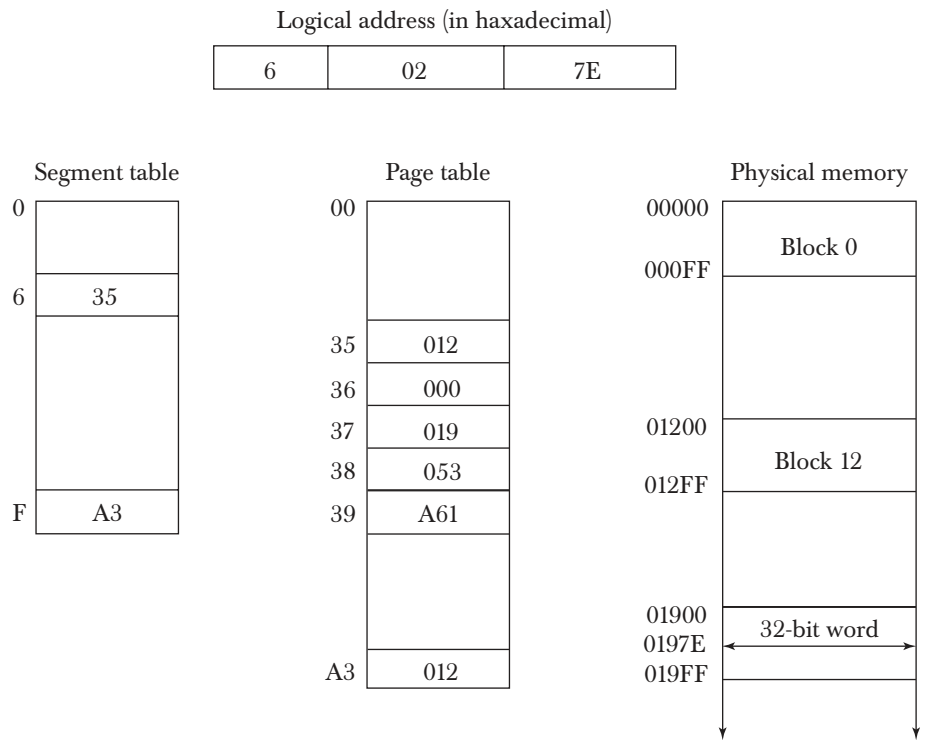 Logical address (in haxadecimal)
6 02 7E
Segment table
0
6 35
F A3
Page table
00
35 012
36 000
37 019
38 053
39 A61
A3 012
Physical memory
00000
Block 0
000FF
01200
Block 12
012FF
01900
32-bit word
0197E
019FF